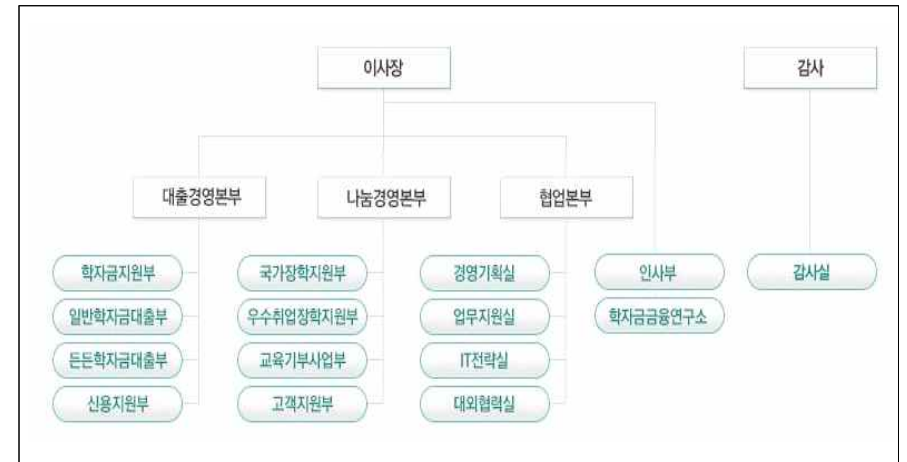 이사장
감사
대출경영본부
나눔경영본부
협업본부
학자금지원부
국가장학지원부
경영기획실
인사부
감사실
일반학자금대출부
우수취업장학지원부
업무지원실
학자금금융연구소
든든학자금대출부
교육기부사업부
IT전략실
신용지원부
고객지원부
대외협력실